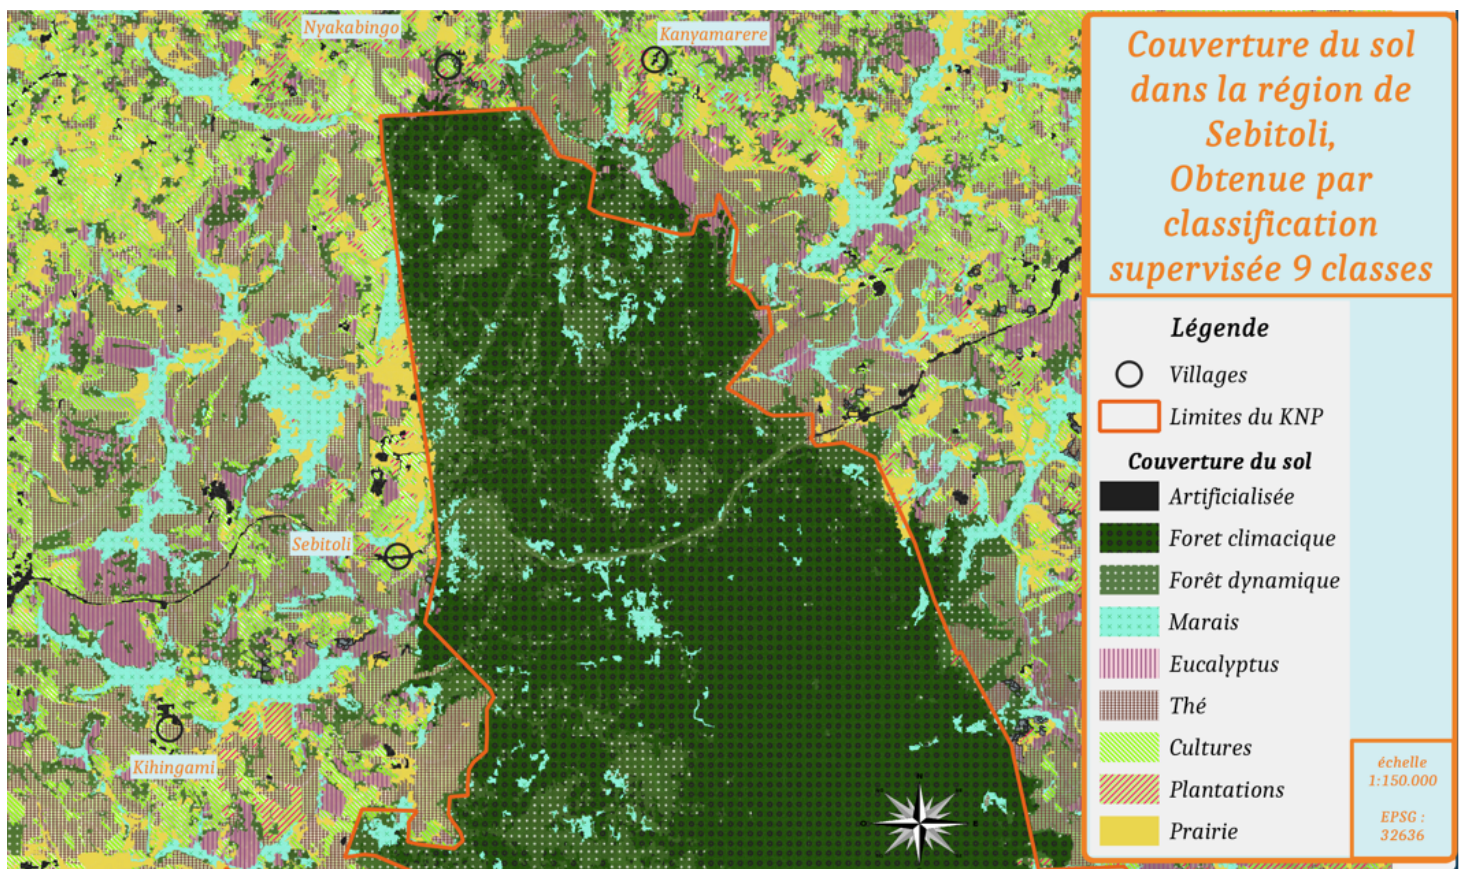 Nyakabingo
Kanyamarere
Sebitoli
Kihingami
Couverture du sol
dans la région de
Sebitoli,
Obtenue par
classification
supervisée 9 classes
Légende
Villages
Limites du KNP
Couverture du sol
Artificialisée
Foret climacique
Forêt dynamique
Marais
Eucalyptus
Thé
Cultures
Plantations
Prairie
échelle
1:150.000
EPSG :
32636